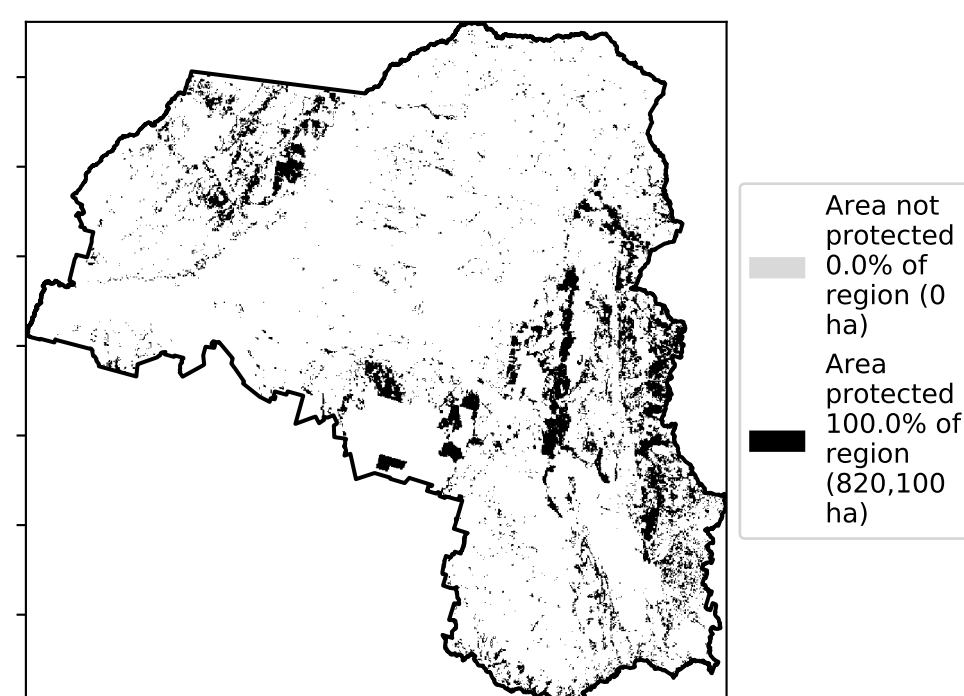 Area not
protected
0.0% of
region (0
ha)
Area
protected
100.0% of
region
(820,100
ha)